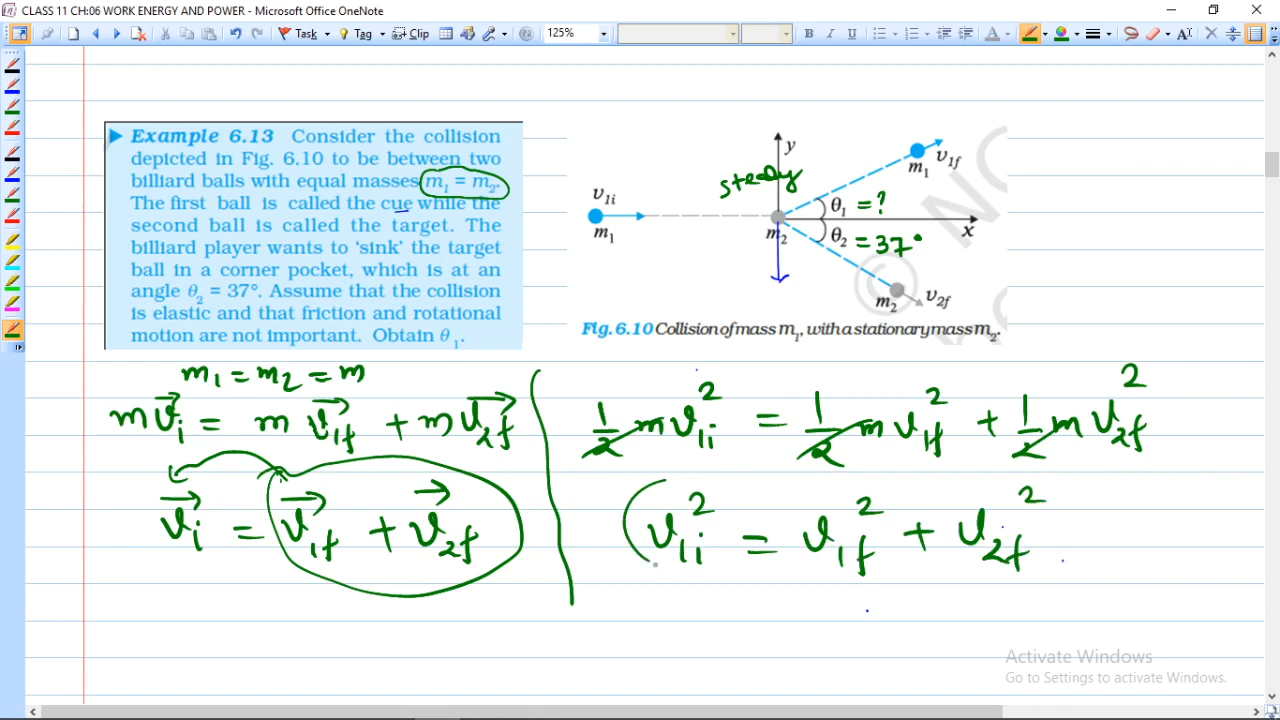 CLASS 11 CH:06 WORK ENERGY AND POWER - Microsoft Office OneNote
Task Tag Clip 125% B I U
Example 6.13 Consider the collision
depicted in Fig. 6.10 to be between two
billiard balls with equal masses m₁ = m₂.
The first ball is called the cue while the
second ball is called the target. The
billiard player wants to 'sink' the target
ball in a corner pocket, which is at an
angle θ₂ = 37°. Assume that the collision
is elastic and that friction and rotational
motion are not important. Obtain θ₁.
y
steady
v₁f
m₁
v₁i
θ₁ = ?
m₁
m₂
x
θ₂ = 37°
m₂
v₂f
Fig. 6.10 Collision of mass m₁, with a stationary mass m₂.
m₁ = m₂ = m
mv⃗i = m v⃗₁f + m v⃗₂f
1/2 m v₁i² = 1/2 m v₁f² + 1/2 m v₂f²
v⃗i = v⃗₁f + v⃗₂f
(v₁i² = v₁f² + v₂f²
Activate Windows
Go to Settings to activate Windows.